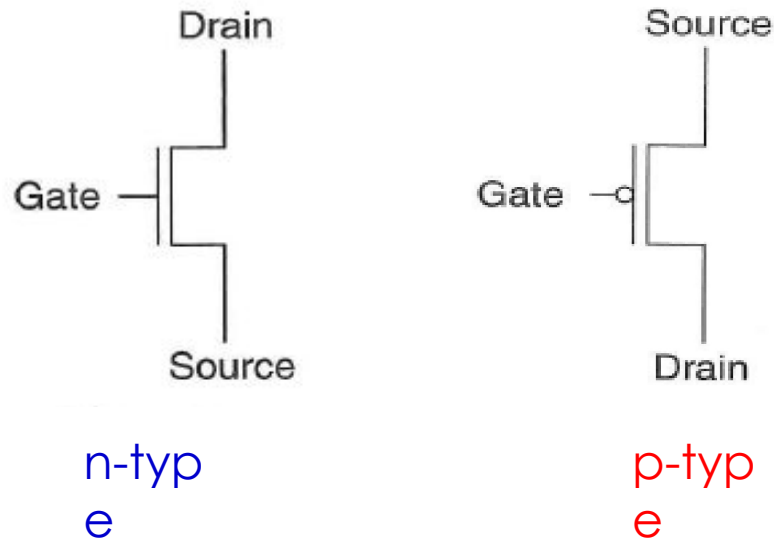 Drain
Source
Gate
Gate
Source
Drain
n-typ
e
p-typ
e